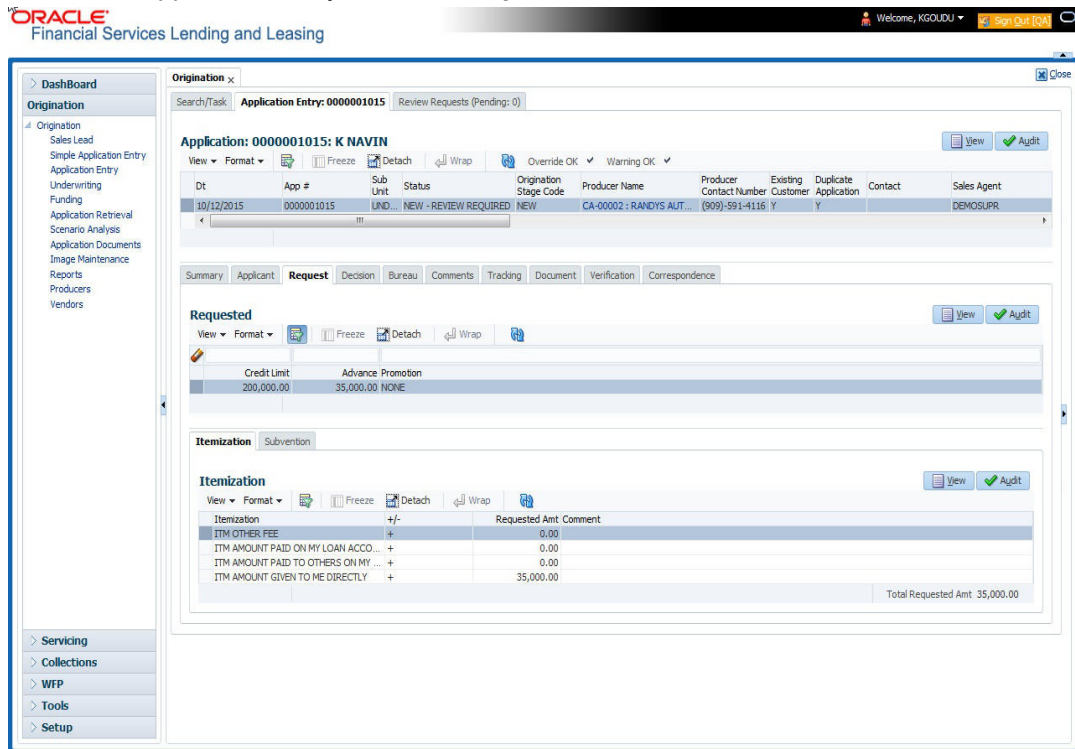 ORACLE
Financial Services Lending and Leasing
Welcome, KGOUDU
Sign Out [QA]
Close
DashBoard
Origination
Origination
Sales Lead
Simple Application Entry
Application Entry
Underwriting
Funding
Application Retrieval
Scenario Analysis
Application Documents
Image Maintenance
Reports
Producers
Vendors
Servicing
Collections
WFP
Tools
Setup
Origination x
Search/Task Application Entry: 0000001015 Review Requests (Pending: 0)
Application: 0000001015: K NAVIN
View Audit
View Format Freeze Detach Wrap Override OK Warning OK
Dt App # Sub Unit Status Origination Stage Code Producer Name Producer Contact Number Existing Customer Duplicate Application Contact Sales Agent
10/12/2015 0000001015 UND... NEW - REVIEW REQUIRED NEW CA-00002 : RANDYS AUT... (909)-591-4116 Y Y DEMOSUPR
Summary Applicant Request Decision Bureau Comments Tracking Document Verification Correspondence
Requested
View Audit
View Format Freeze Detach Wrap
Credit Limit Advance Promotion
200,000.00 35,000.00 NONE
Itemization Subvention
Itemization
View Audit
View Format Freeze Detach Wrap
Itemization +/- Requested Amt Comment
ITM OTHER FEE + 0.00
ITM AMOUNT PAID ON MY LOAN ACCO... + 0.00
ITM AMOUNT PAID TO OTHERS ON MY ... + 0.00
ITM AMOUNT GIVEN TO ME DIRECTLY + 35,000.00
Total Requested Amt 35,000.00